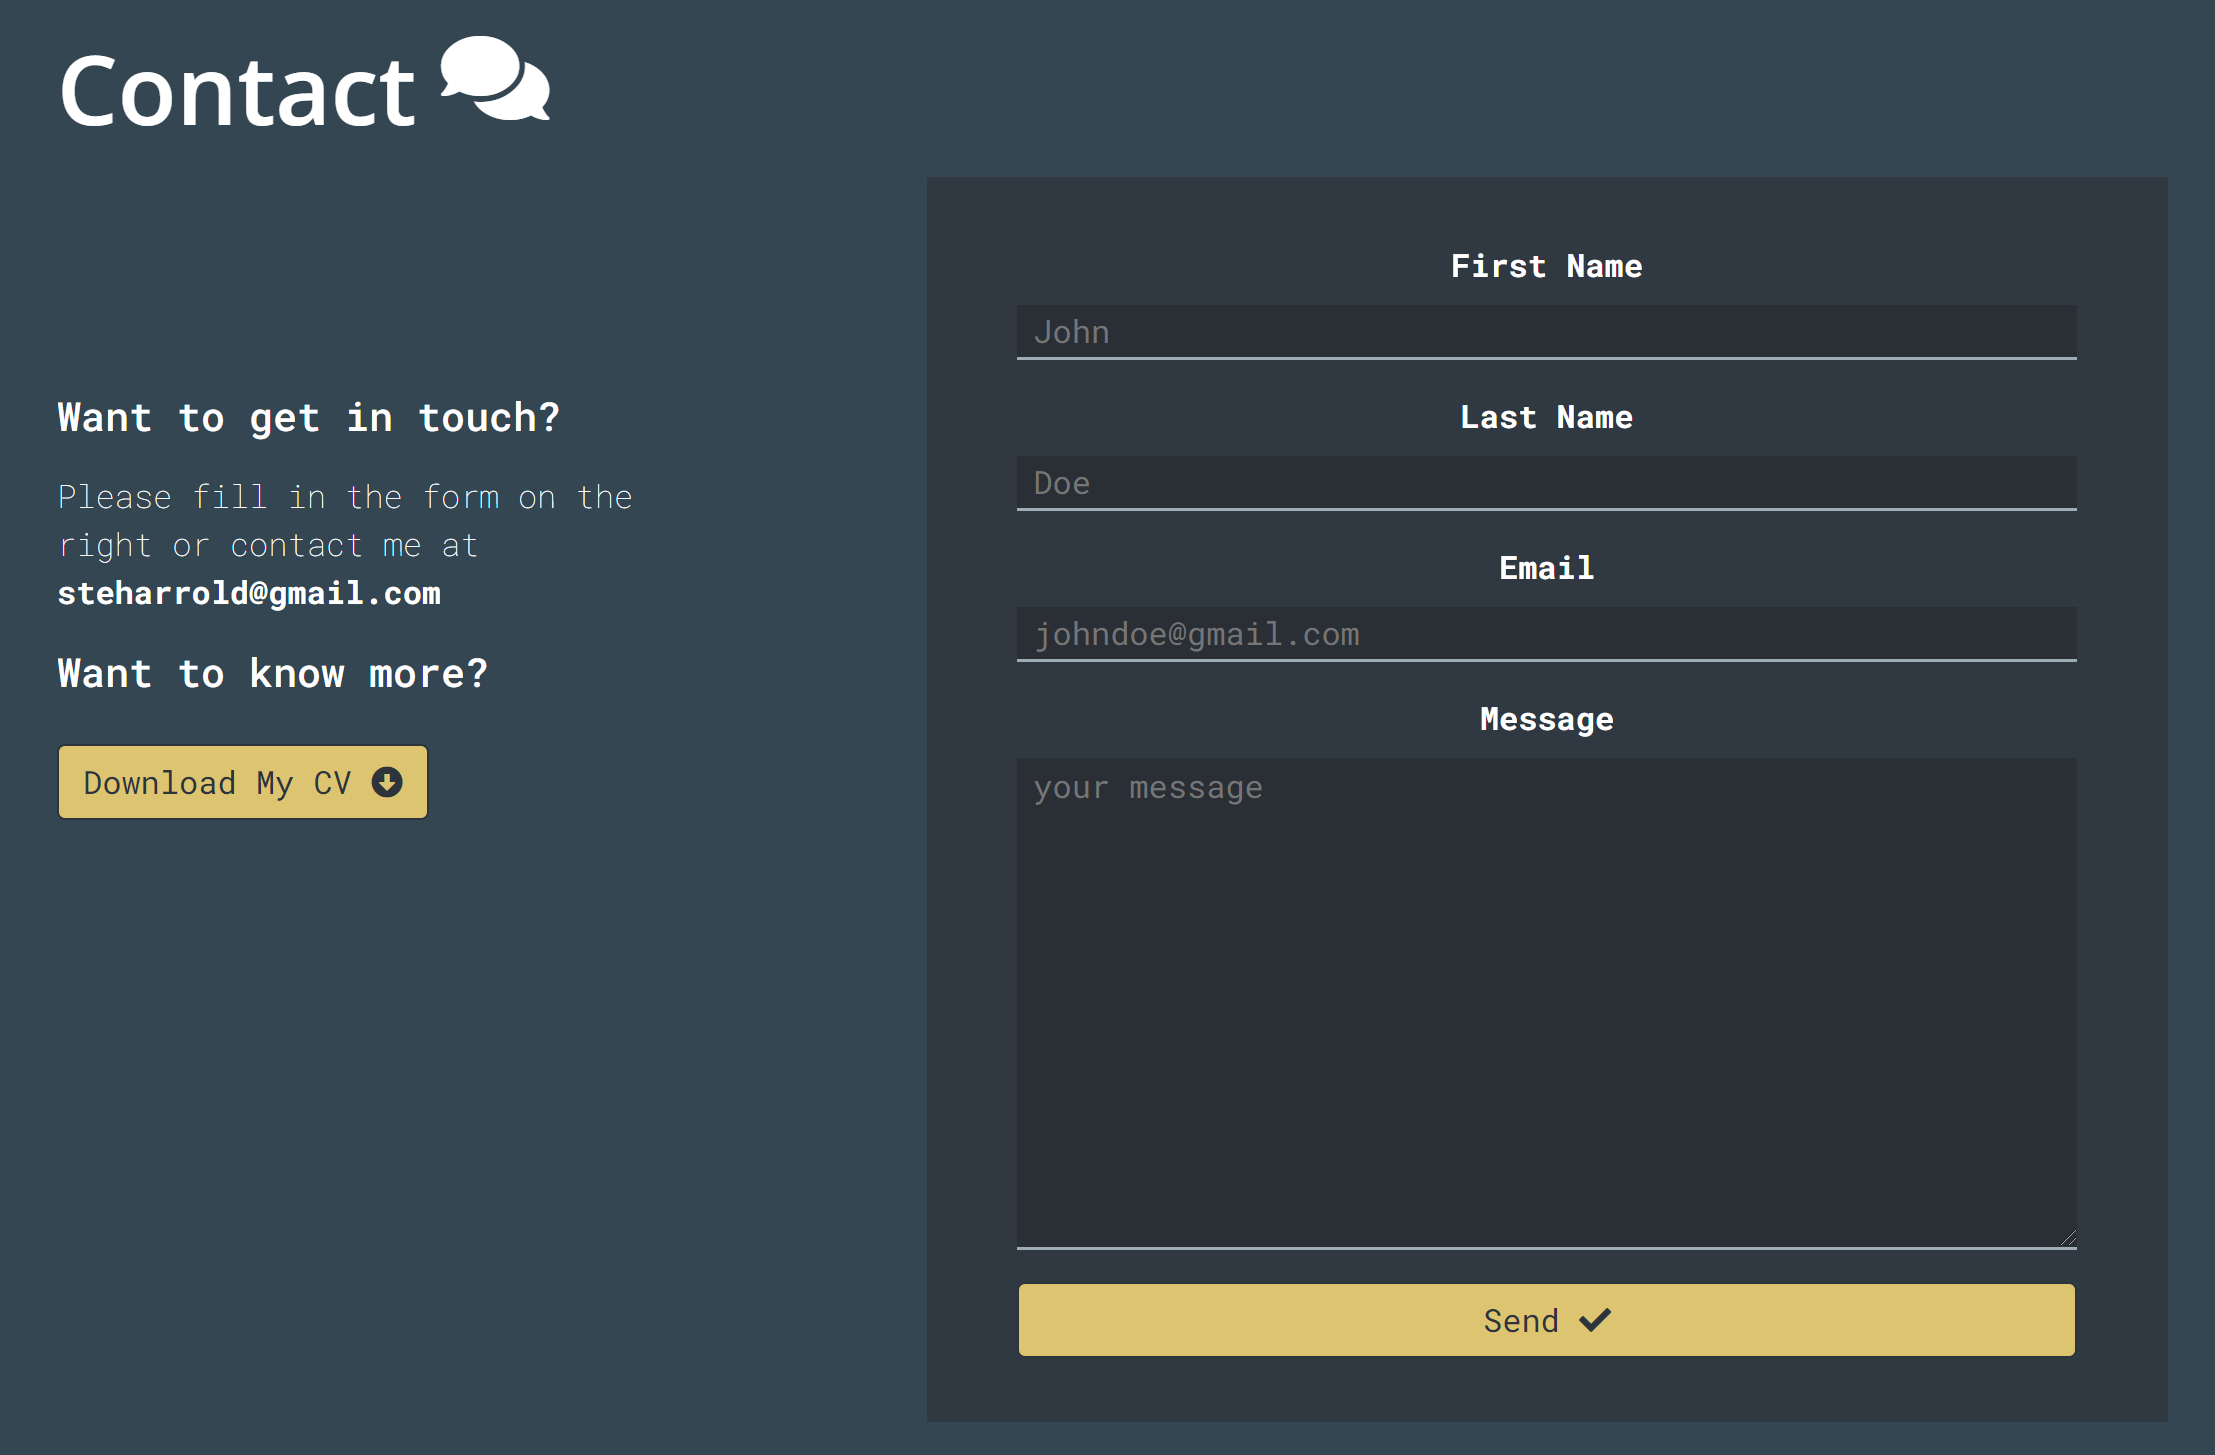 Contact
Want to get in touch?
Please fill in the form on the
right or contact me at
steharrold@gmail.com
Want to know more?
Download My CV
First Name
John
Last Name
Doe
Email
johndoe@gmail.com
Message
your message
Send